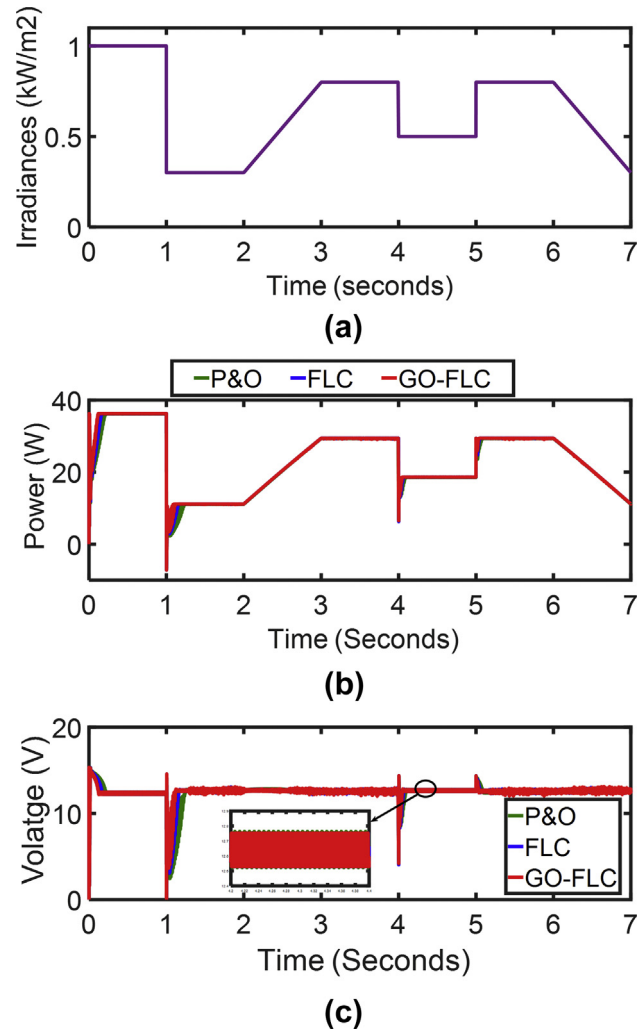 Irradiances (kW/m2)
1
0.5
0
0 1 2 3 4 5 6 7
Time (seconds)
(a)
P&O FLC GO-FLC
Power (W)
40
20
0
0 1 2 3 4 5 6 7
Time (Seconds)
(b)
Volatge (V)
20
10
0
P&O
FLC
GO-FLC
0 1 2 3 4 5 6 7
Time (Seconds)
(c)